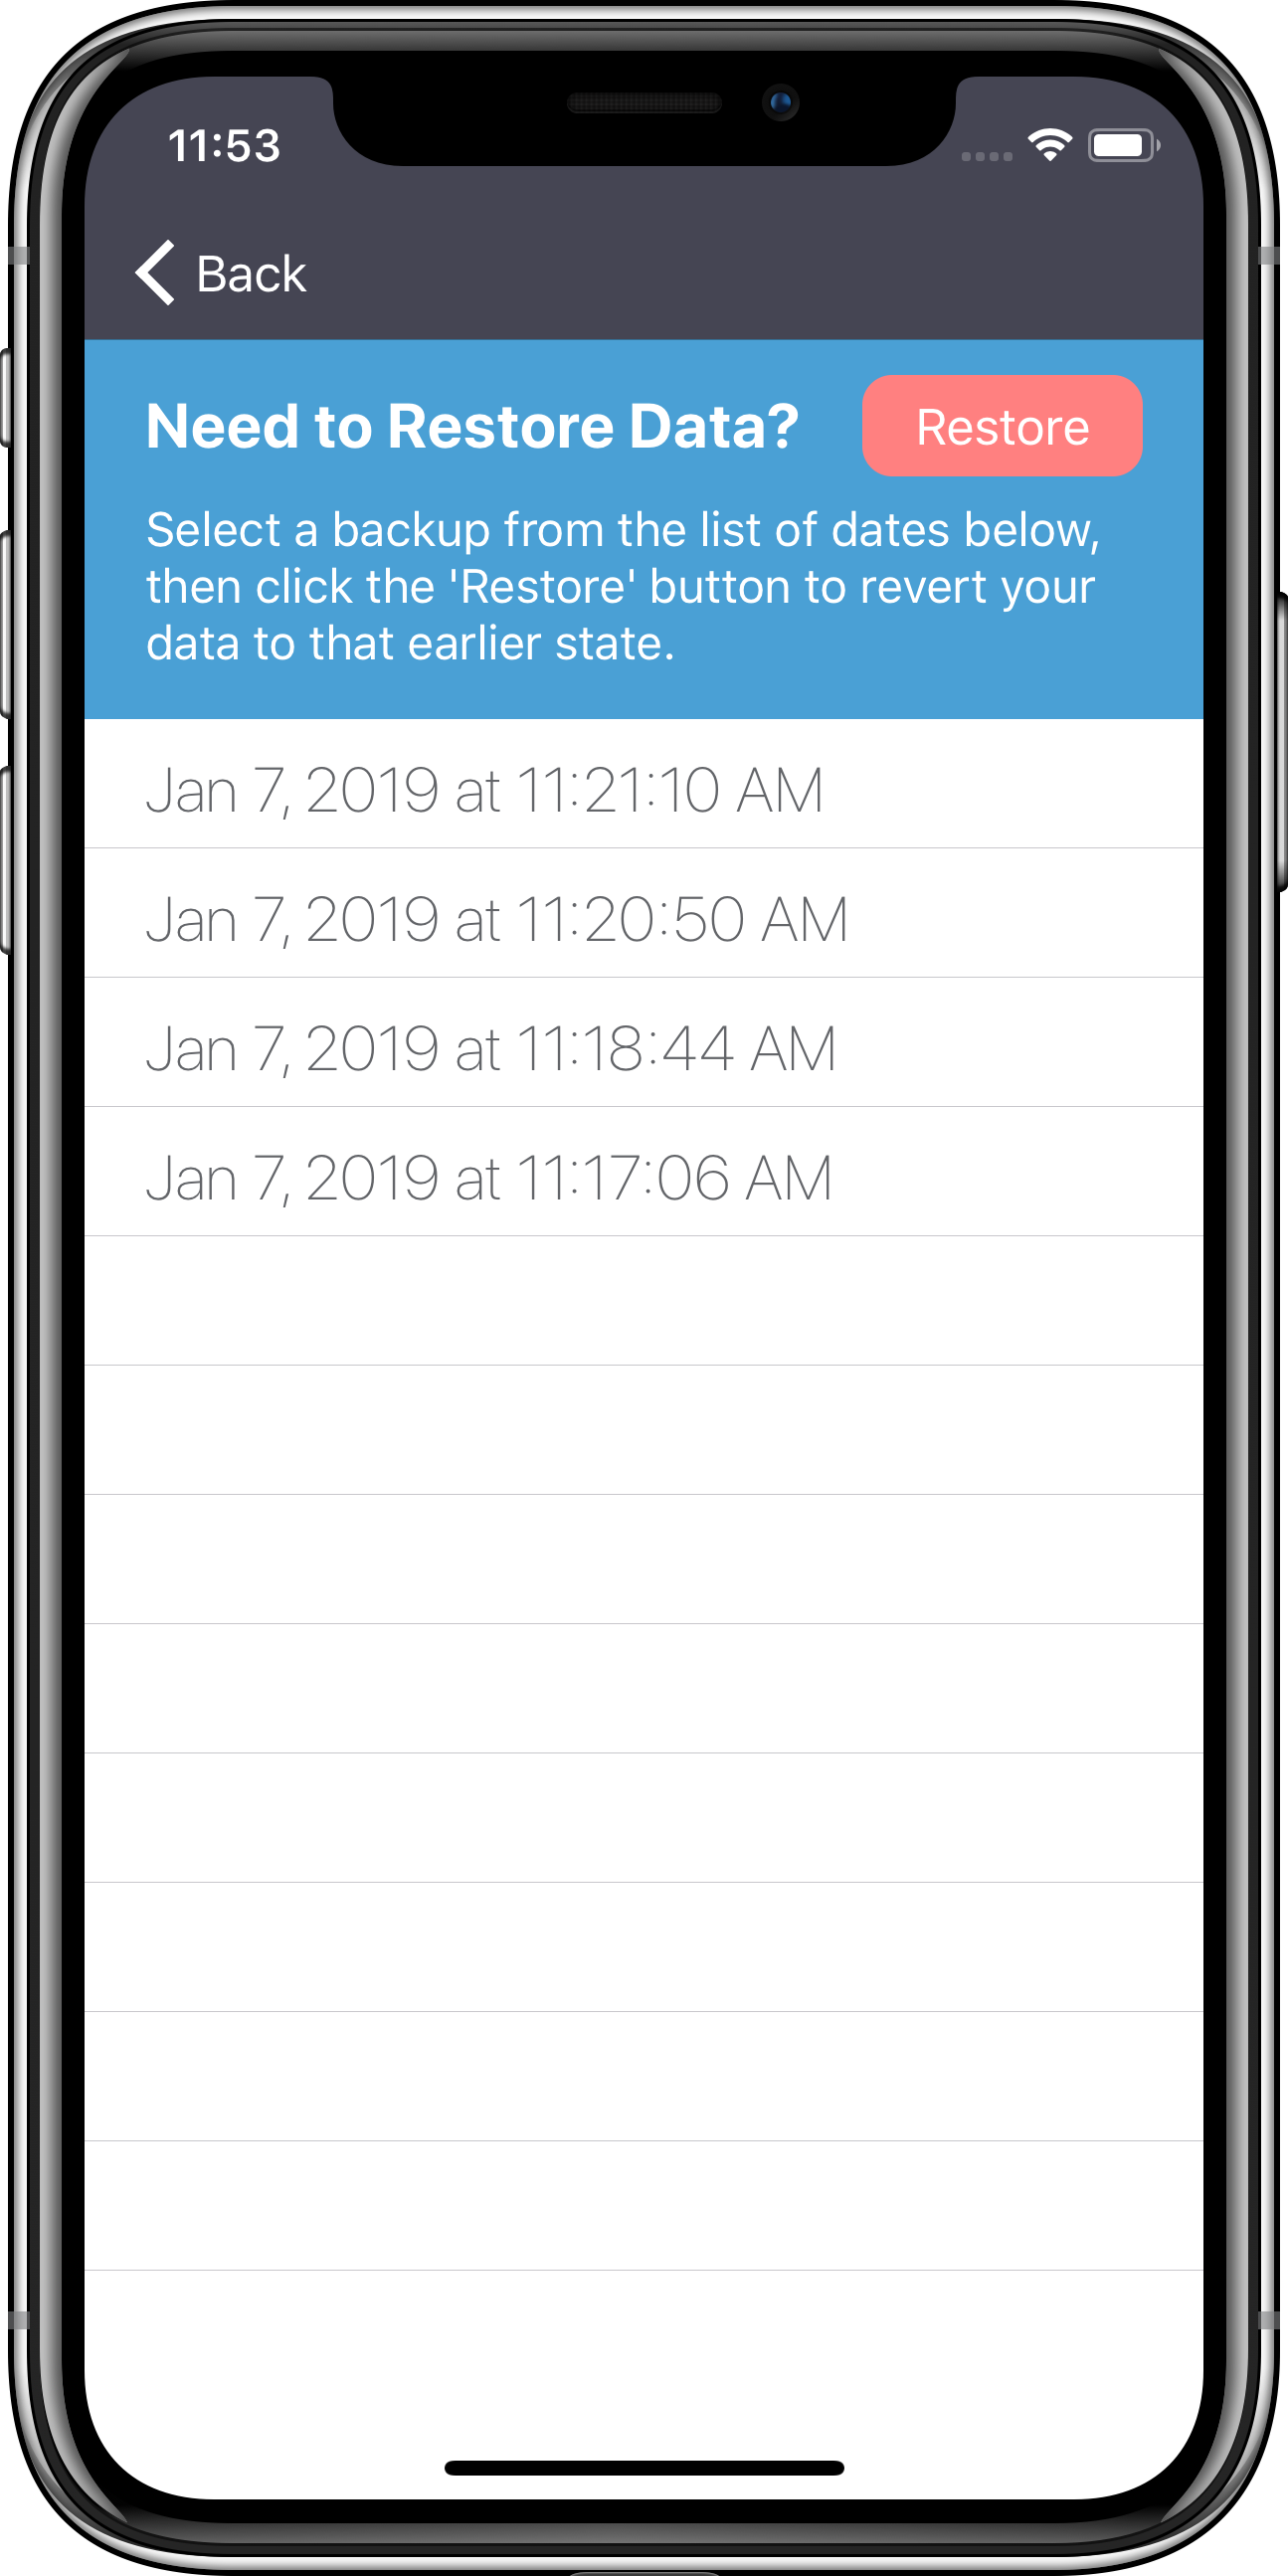 11:53
Back
Need to Restore Data?
Restore
Select a backup from the list of dates below,
then click the 'Restore' button to revert your
data to that earlier state.
Jan 7, 2019 at 11:21:10 AM
Jan 7, 2019 at 11:20:50 AM
Jan 7, 2019 at 11:18:44 AM
Jan 7, 2019 at 11:17:06 AM